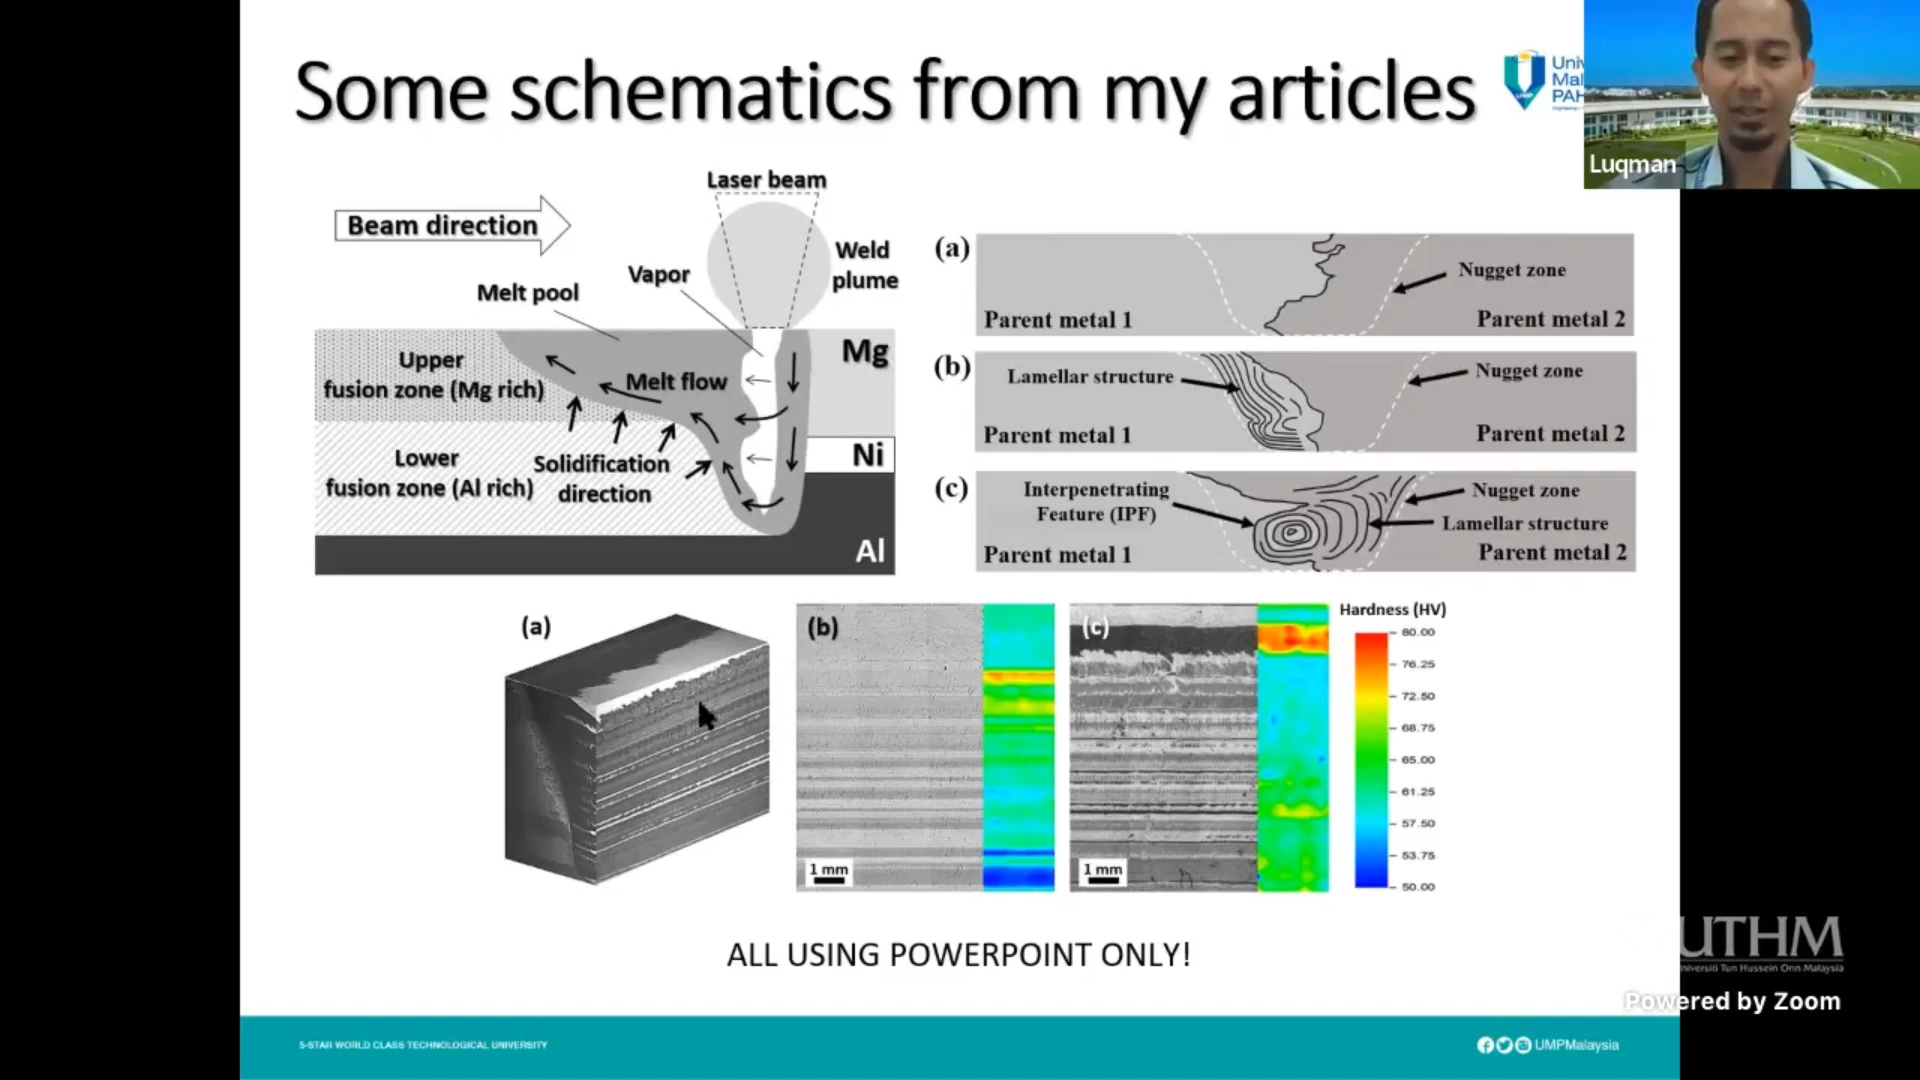 Some schematics from my articles
Luqman
Laser beam
Beam direction
Weld
plume
Vapor
Melt pool
Mg
Upper
fusion zone (Mg rich)
Melt flow
Ni
Lower
fusion zone (Al rich)
Solidification
direction
Al
(a)
Nugget zone
Parent metal 1
Parent metal 2
(b)
Lamellar structure
Nugget zone
Parent metal 1
Parent metal 2
(c)
Interpenetrating
Feature (IPF)
Nugget zone
Lamellar structure
Parent metal 1
Parent metal 2
(a)
(b)
1 mm
(c)
1 mm
Hardness (HV)
80.00
76.25
72.50
68.75
65.00
61.25
57.50
53.75
50.00
ALL USING POWERPOINT ONLY!
UTHM
Tun Hussein Onn Malaysia
Powered by Zoom
5-STAR WORLD CLASS TECHNOLOGICAL UNIVERSITY
UMPMalaysia